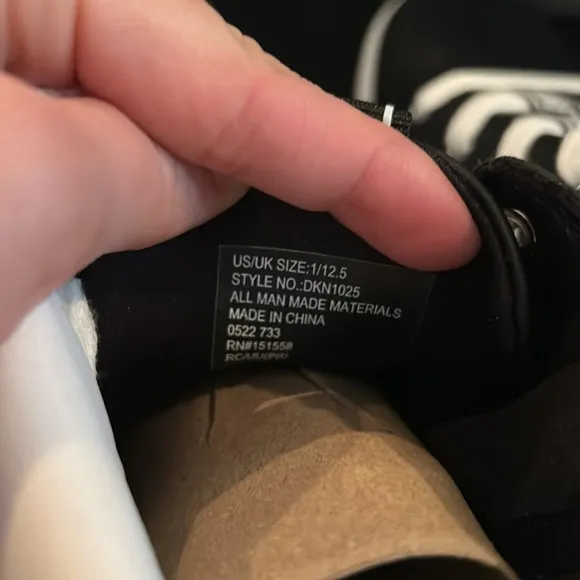 US/UK SIZE:1/12.5
STYLE NO.:DKN1025
ALL MAN MADE MATERIALS
MADE IN CHINA
0522 733
RN#151558